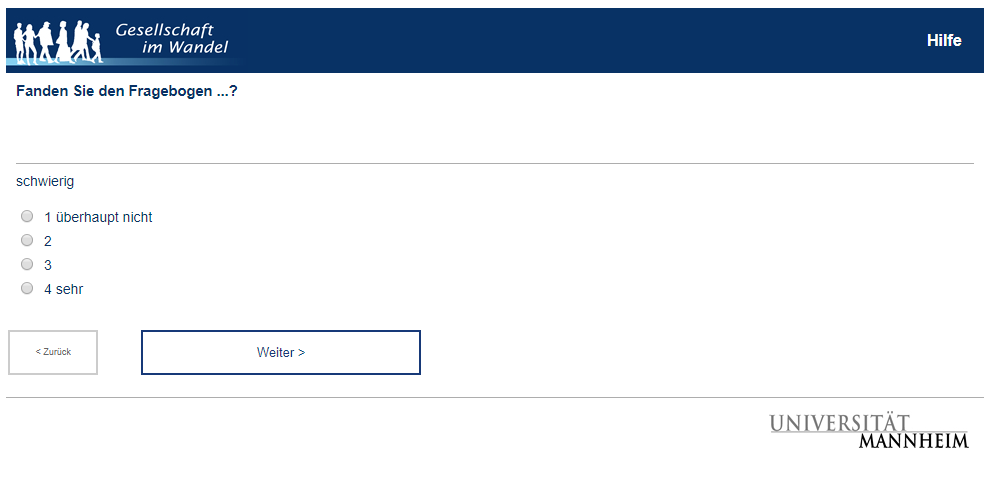 Gesellschaft
im Wandel
Hilfe
Fanden Sie den Fragebogen ...?
schwierig
1 überhaupt nicht
2
3
4 sehr
< Zurück
Weiter >
UNIVERSITÄT
MANNHEIM